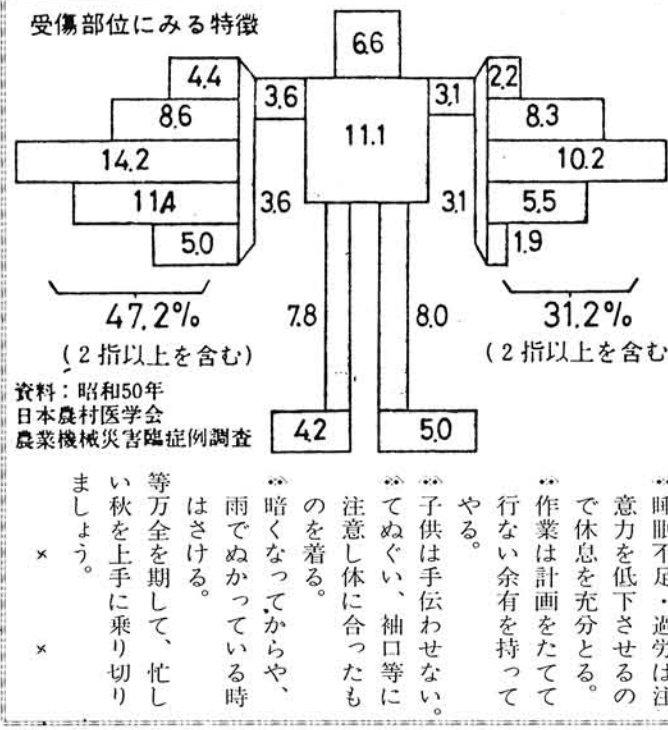 受傷部位にみる特徴
6.6
4.4
3.6
3.1
2.2
8.6
11.1
8.3
14.2
10.2
11.4
3.6
3.1
5.5
5.0
1.9
47.2%
7.8
8.0
31.2%
(2指以上を含む)
(2指以上を含む
資料：昭和50年
日本農村医学会
農業機械災害臨症例調査
4.2
5.0
睡眠不足・過労は注
意力を低下させるの
で休息を充分とる。
作業は計画をたてて
行ない余有を持って
やる。
子供は手伝わせない。
てぬぐい、袖口等に
注意し体に合ったも
のを着る。
暗くなってからや、
雨でぬかっている時
はさける。
等万全を期して、忙し
い秋を上手に乗り切り
ましょう。
×　×